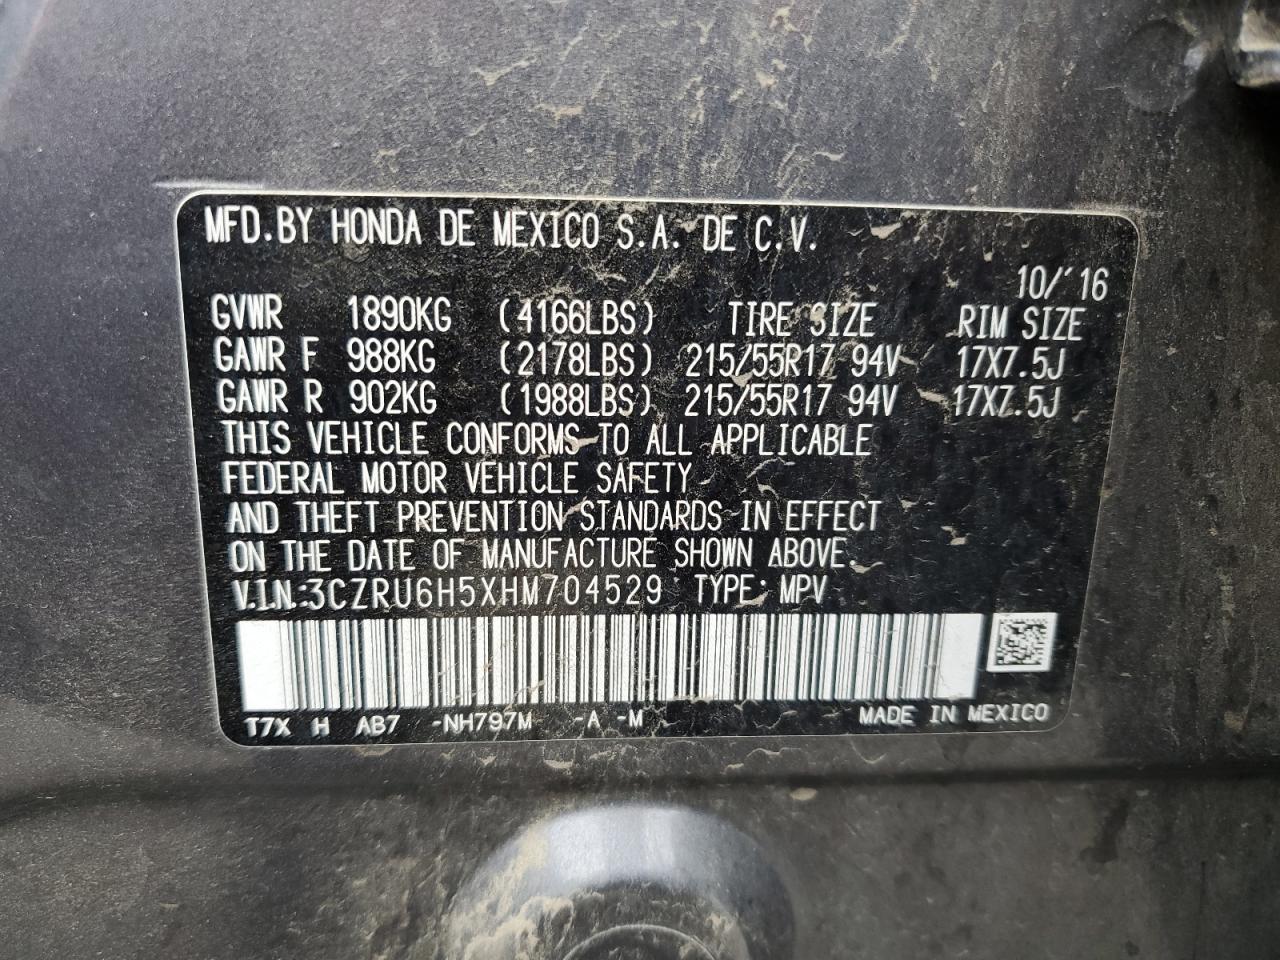 MFD.BY HONDA DE MEXICO S.A. DE C.V.
10/'16
GVWR 1890KG (4166LBS) TIRE SIZE RIM SIZE
GAWR F 988KG (2178LBS) 215/55R17 94V 17X7.5J
GAWR R 902KG (1988LBS) 215/55R17 94V 17X7.5J
THIS VEHICLE CONFORMS TO ALL APPLICABLE
FEDERAL MOTOR VEHICLE SAFETY
AND THEFT PREVENTION STANDARDS IN EFFECT
ON THE DATE OF MANUFACTURE SHOWN ABOVE.
V.I.N.:3CZRU6H5XHM704529 TYPE: MPV
T7X H AB7 -NH797M -A -M MADE IN MEXICO